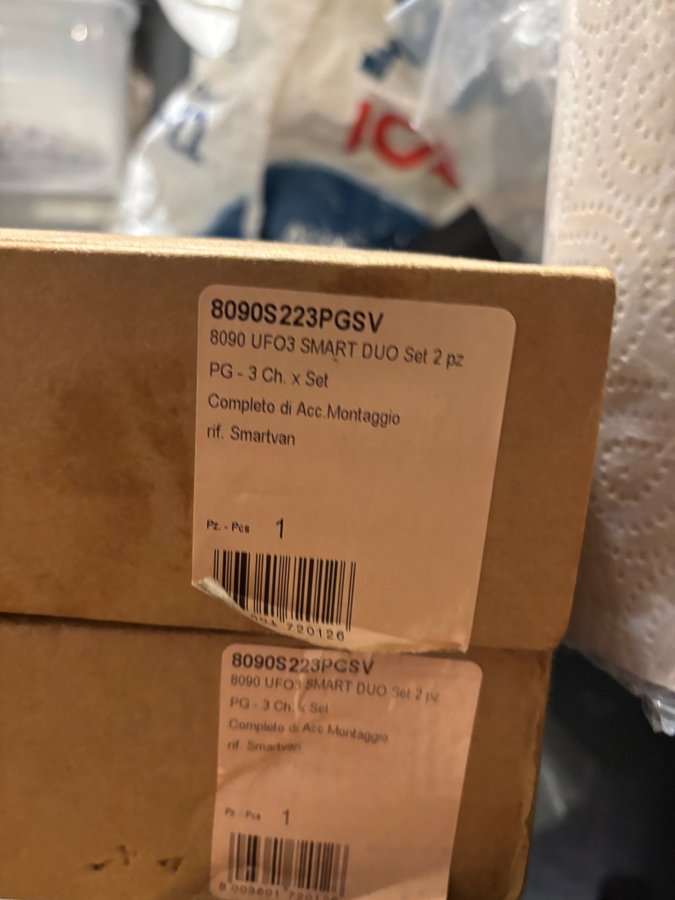 8090S223PGSV
8090 UFO3 SMART DUO Set 2 pz
PG - 3 Ch. x Set
Completo di Acc.Montaggio
rif. Smartvan
Pz. - Pcs 1
720126
8090S223PGSV
8090 UFO3 SMART DUO Set 2 pz
PG - 3 Ch. x Set
Completo di Acc.Montaggio
rif. Smartvan
Pz. - Pcs 1